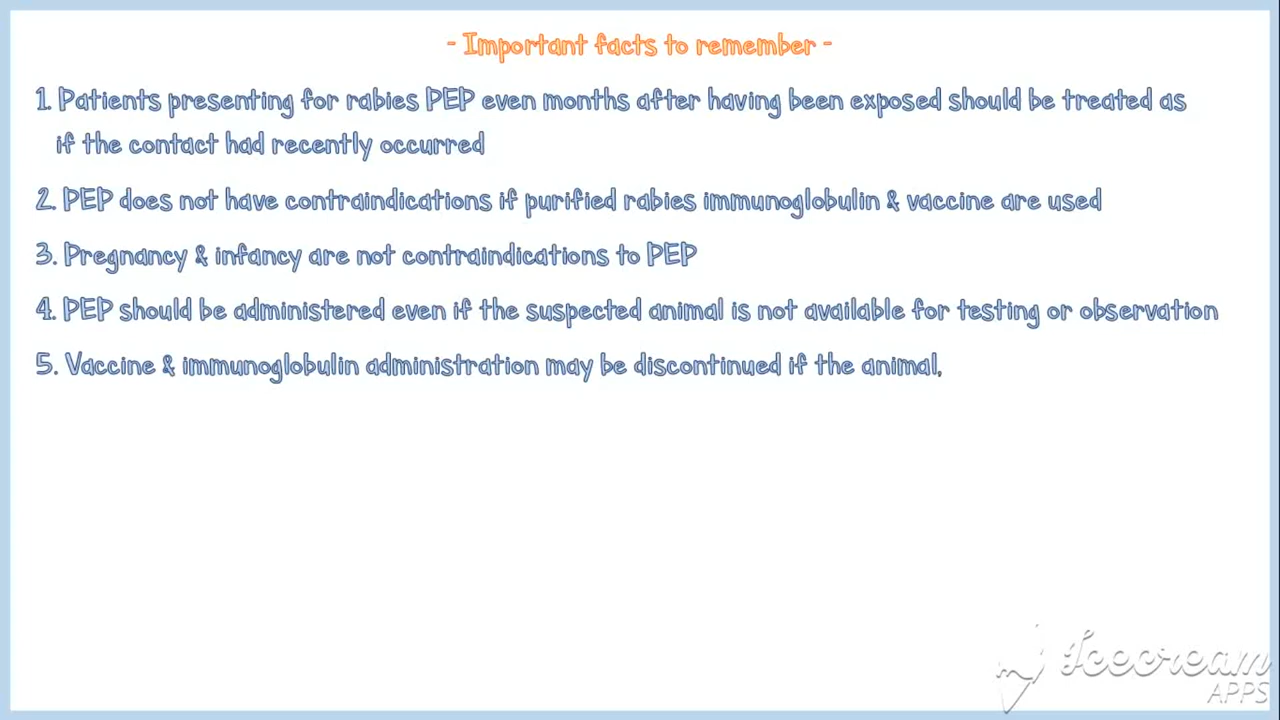 - Important facts to remember -
1. Patients presenting for rabies PEP even months after having been exposed should be treated as
if the contact had recently occurred
2. PEP does not have contraindications if purified rabies immunoglobulin & vaccine are used
3. Pregnancy & infancy are not contraindications to PEP
4. PEP should be administered even if the suspected animal is not available for testing or observation
5. Vaccine & immunoglobulin administration may be discontinued if the animal,
Icecream
APPS